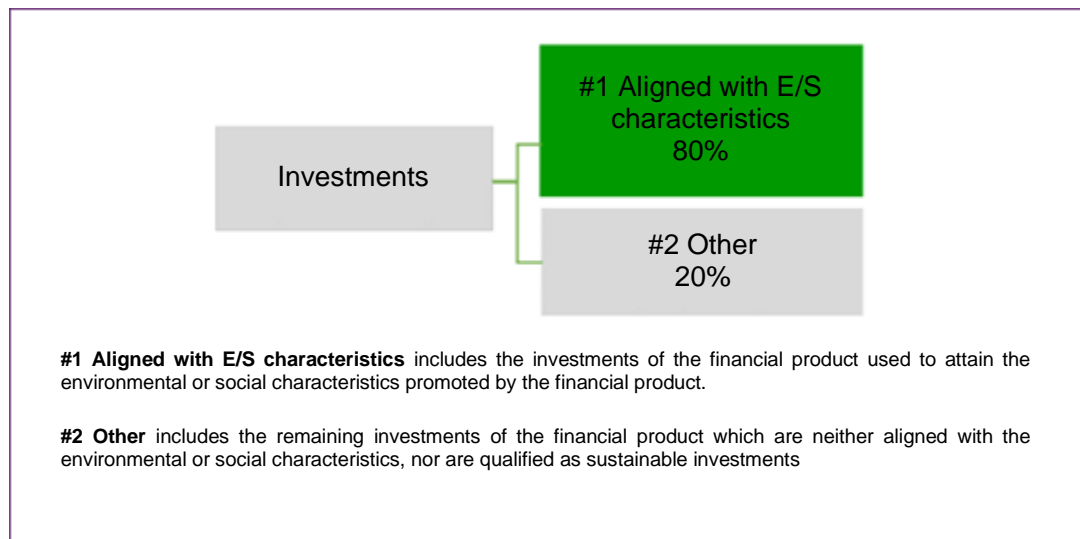 #1 Aligned with E/S
characteristics
80%
Investments
#2 Other
20%
#1 Aligned with E/S characteristics includes the investments of the financial product used to attain the
environmental or social characteristics promoted by the financial product.
#2 Other includes the remaining investments of the financial product which are neither aligned with the
environmental or social characteristics, nor are qualified as sustainable investments